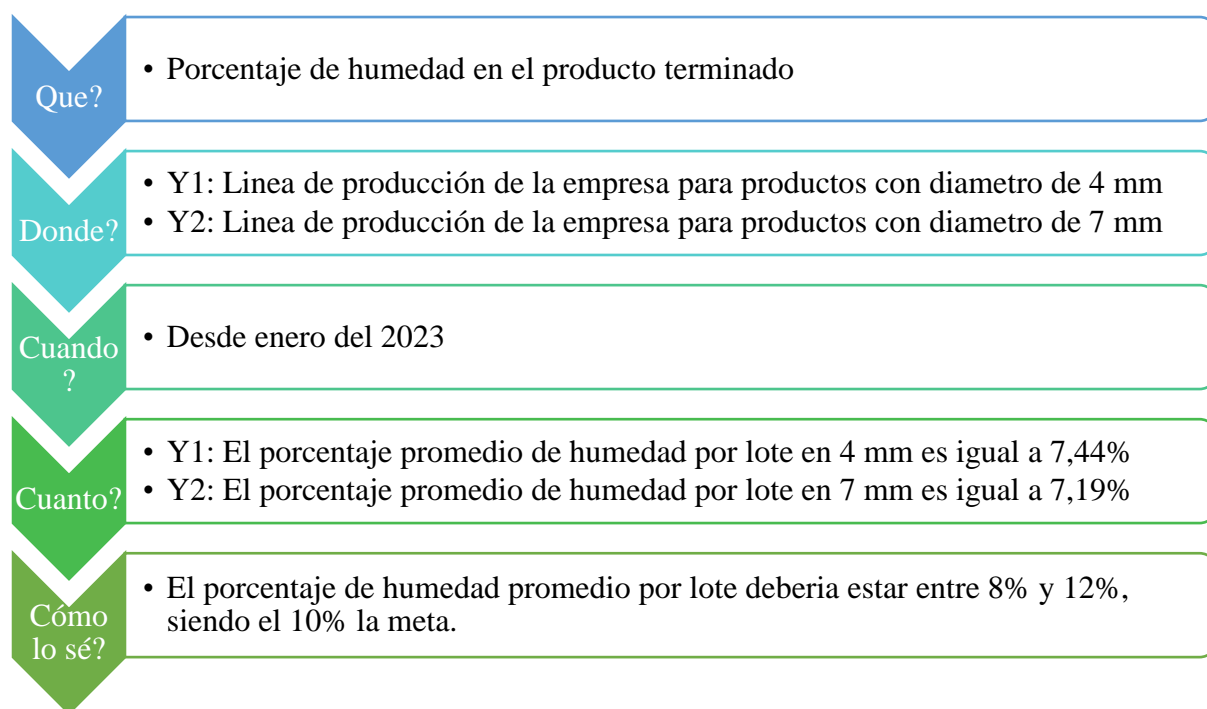 Que?
• Porcentaje de humedad en el producto terminado
Donde?
• Y1: Linea de producción de la empresa para productos con diametro de 4 mm
• Y2: Linea de producción de la empresa para productos con diametro de 7 mm
Cuando
?
• Desde enero del 2023
Cuanto?
• Y1: El porcentaje promedio de humedad por lote en 4 mm es igual a 7,44%
• Y2: El porcentaje promedio de humedad por lote en 7 mm es igual a 7,19%
Cómo
lo sé?
• El porcentaje de humedad promedio por lote deberia estar entre 8% y 12%,
siendo el 10% la meta.